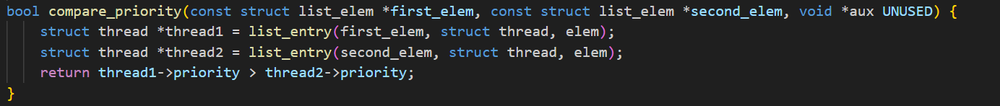 bool compare_priority(const struct list_elem *first_elem, const struct list_elem *second_elem, void *aux UNUSED) {
    struct thread *thread1 = list_entry(first_elem, struct thread, elem);
    struct thread *thread2 = list_entry(second_elem, struct thread, elem);
    return thread1->priority > thread2->priority;
}